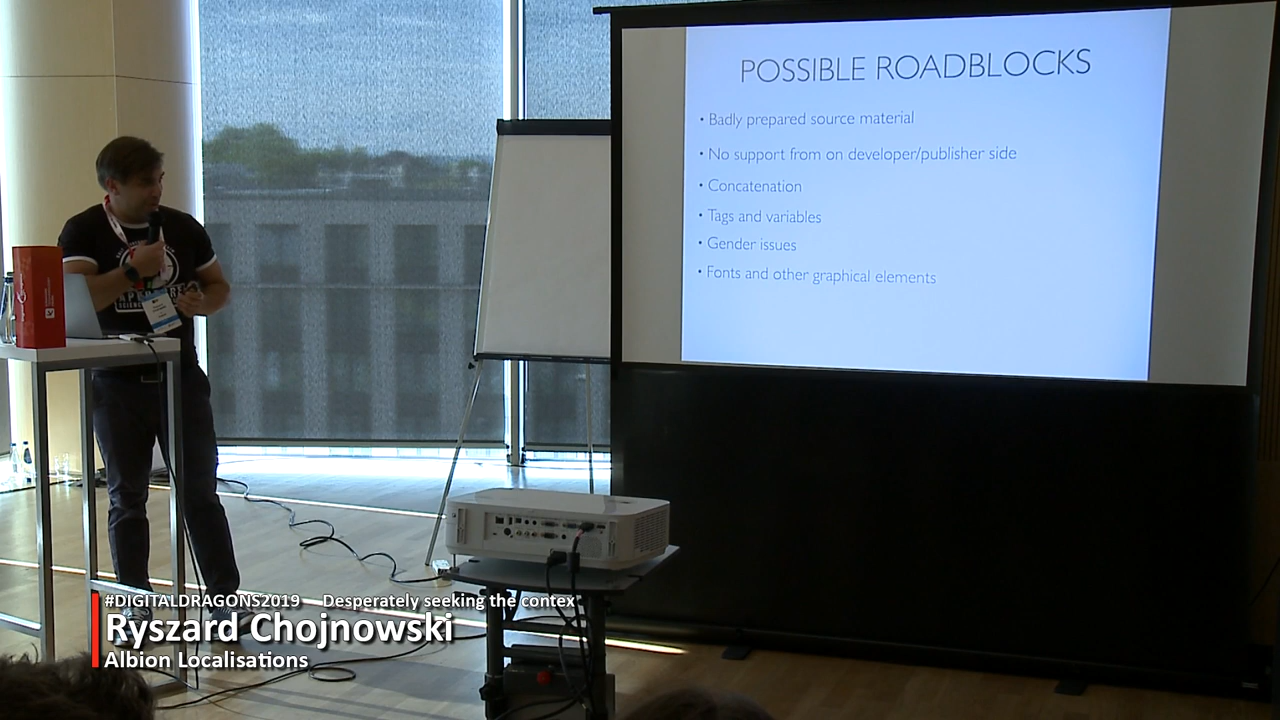 POSSIBLE ROADBLOCKS
• Badly prepared source material
• No support from on developer/publisher side
• Concatenation
• Tags and variables
• Gender issues
• Fonts and other graphical elements
#DIGITALDRAGONS2019 Desperately seeking the contex
Ryszard Chojnowski
Albion Localisations